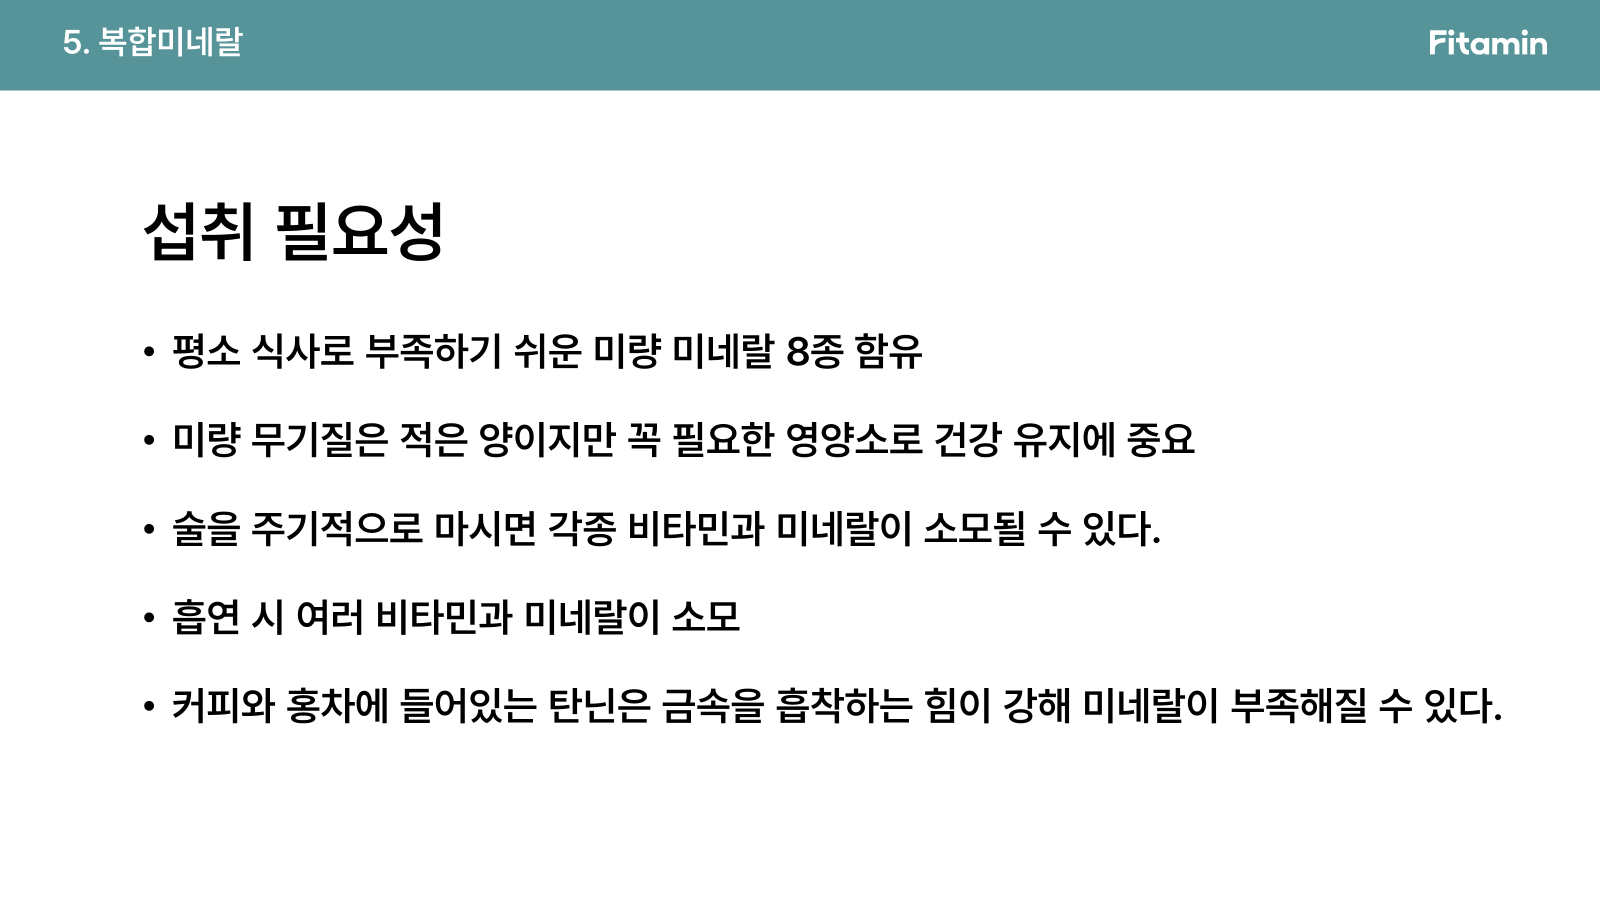 5. 복합미네랄
Fitamin
섭취 필요성
• 평소 식사로 부족하기 쉬운 미량 미네랄 8종 함유
• 미량 무기질은 적은 양이지만 꼭 필요한 영양소로 건강 유지에 중요
• 술을 주기적으로 마시면 각종 비타민과 미네랄이 소모될 수 있다.
• 흡연 시 여러 비타민과 미네랄이 소모
• 커피와 홍차에 들어있는 탄닌은 금속을 흡착하는 힘이 강해 미네랄이 부족해질 수 있다.